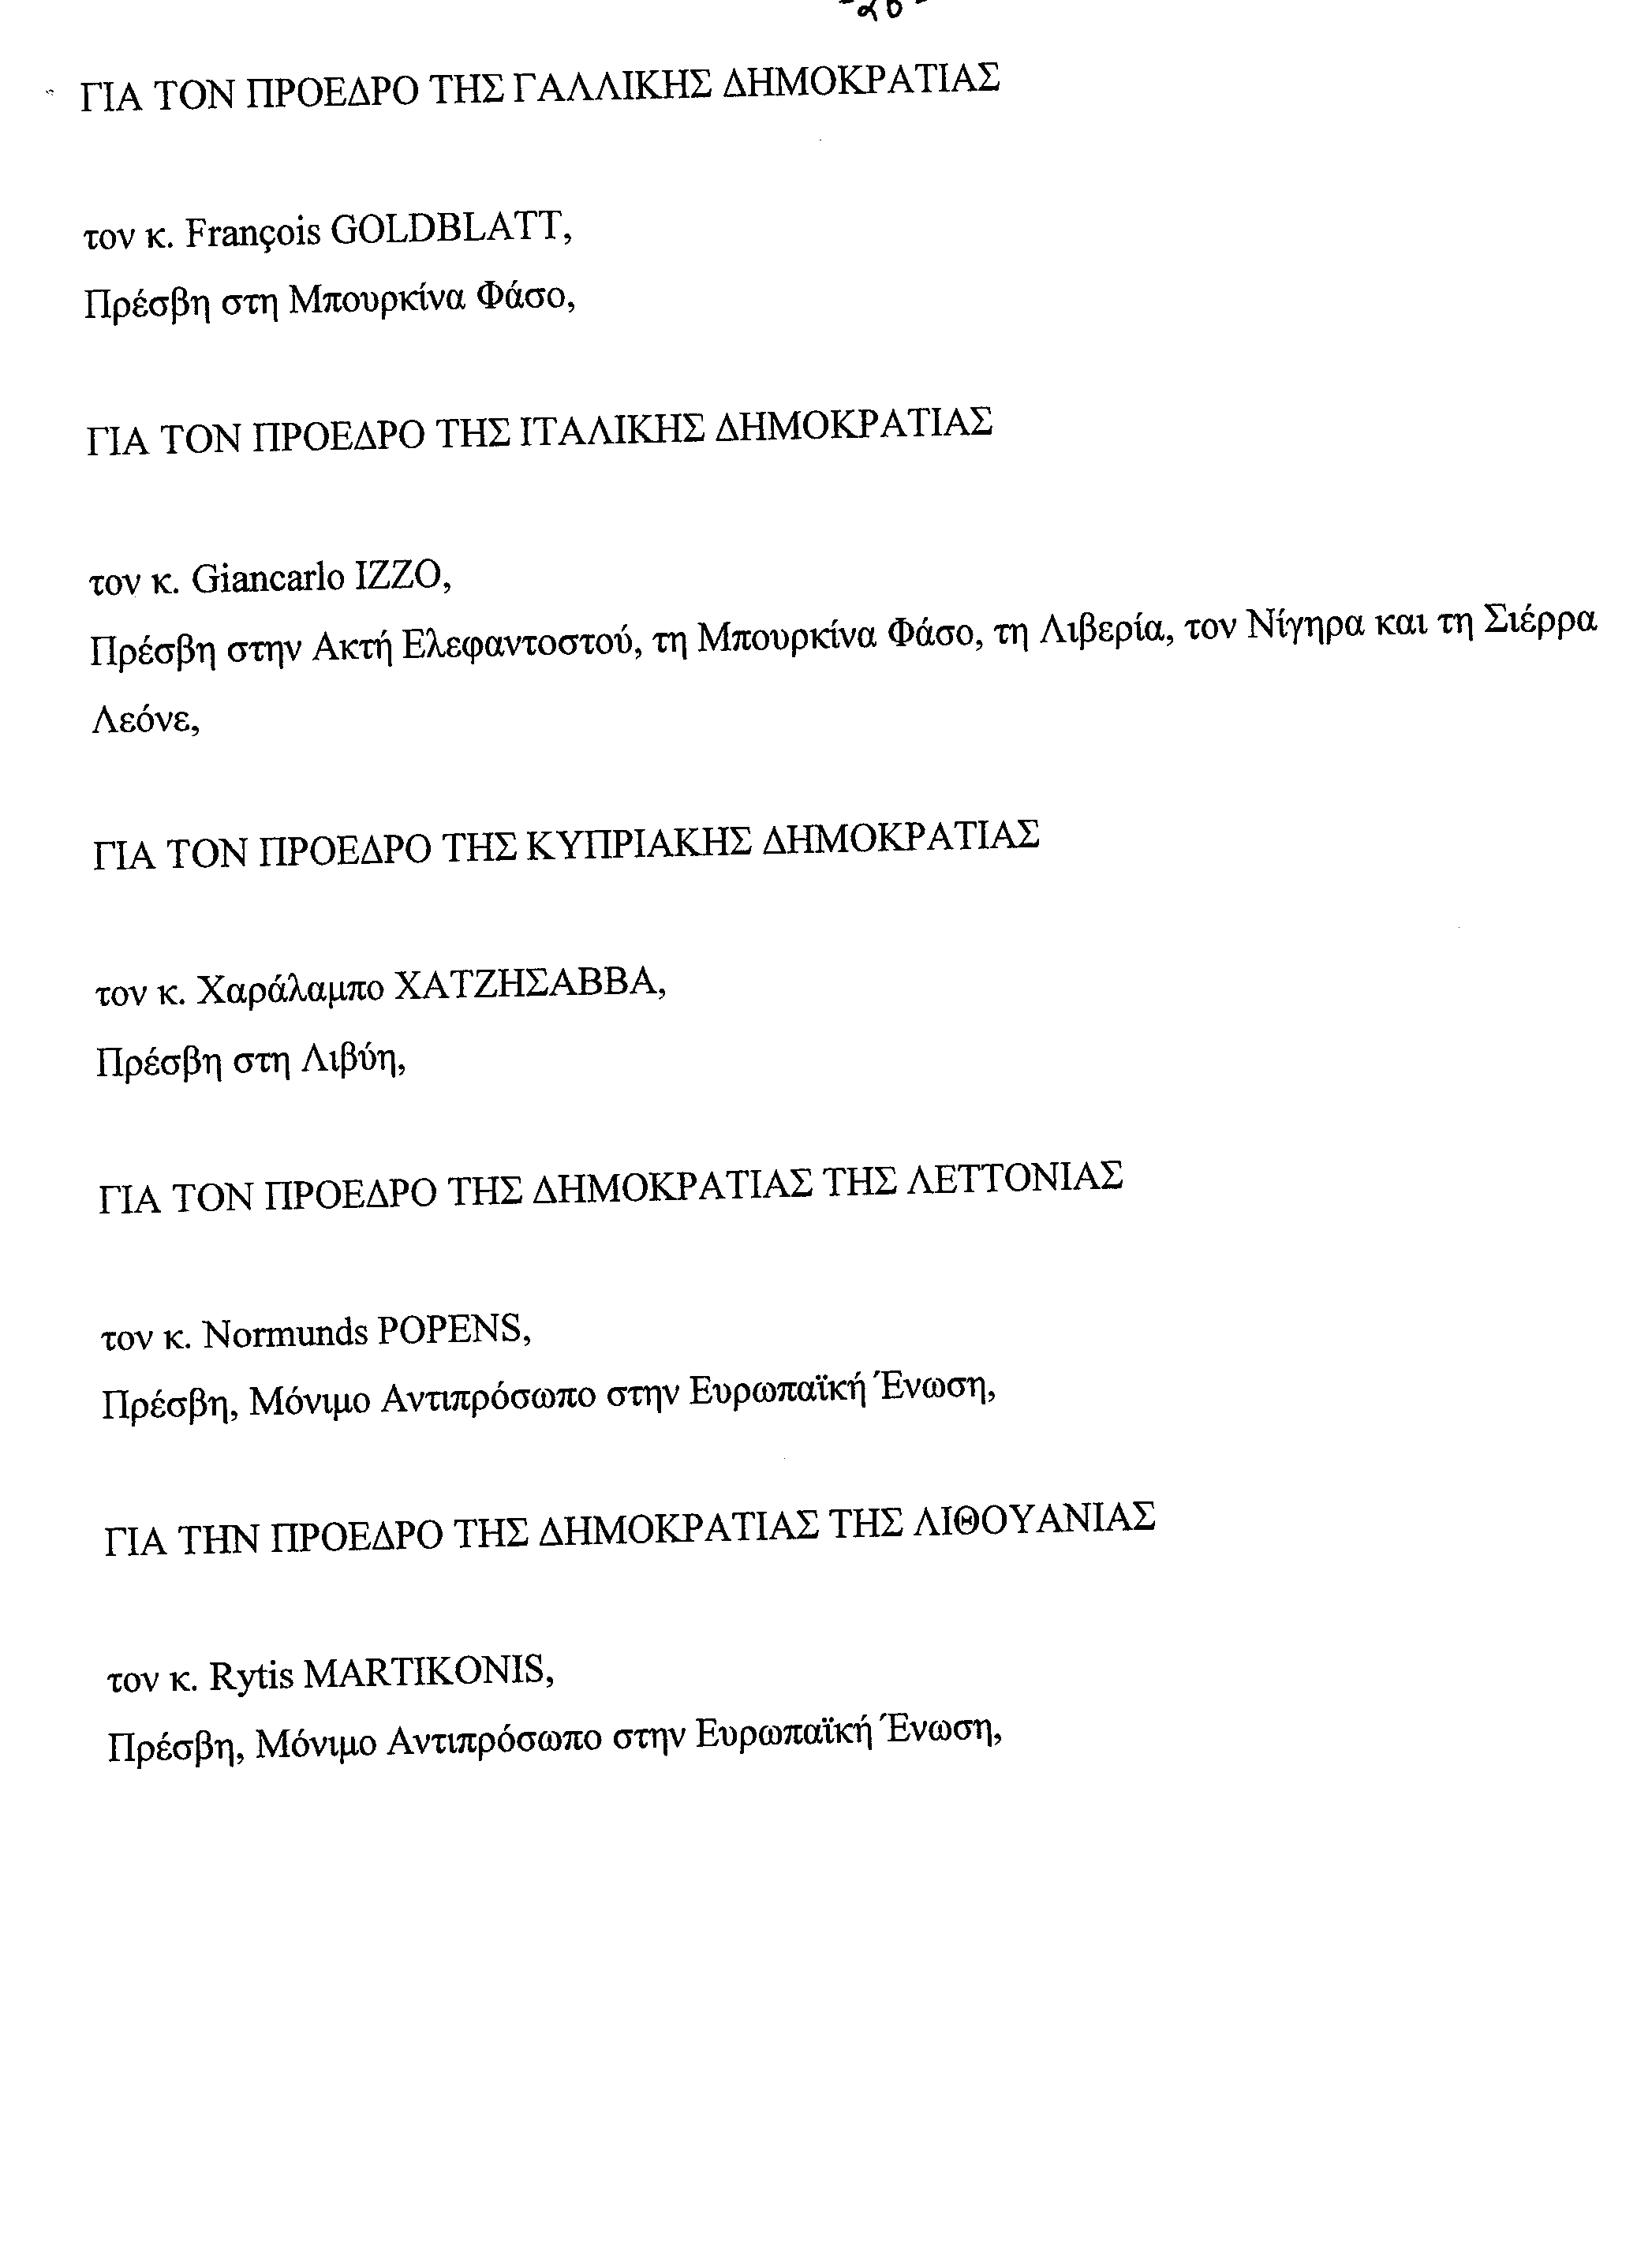 ΓΙΑ ΤΟΝ ΠΡΟΕΔΡΟ ΤΗΣ ΓΑΛΛΙΚΗΣ ΔΗΜΟΚΡΑΤΙΑΣ
τον κ. François GOLDBLATT,
Πρέσβη στη Μπουρκίνα Φάσο,
ΓΙΑ ΤΟΝ ΠΡΟΕΔΡΟ ΤΗΣ ΙΤΑΛΙΚΗΣ ΔΗΜΟΚΡΑΤΙΑΣ
τον κ. Giancarlo IZZO,
Πρέσβη στην Ακτή Ελεφαντοστού, τη Μπουρκίνα Φάσο, τη Λιβερία, τον Νίγηρα και τη Σιέρρα
Λεόνε,
ΓΙΑ ΤΟΝ ΠΡΟΕΔΡΟ ΤΗΣ ΚΥΠΡΙΑΚΗΣ ΔΗΜΟΚΡΑΤΙΑΣ
τον κ. Χαράλαμπο ΧΑΤΖΗΣΑΒΒΑ,
Πρέσβη στη Λιβύη,
ΓΙΑ ΤΟΝ ΠΡΟΕΔΡΟ ΤΗΣ ΔΗΜΟΚΡΑΤΙΑΣ ΤΗΣ ΛΕΤΤΟΝΙΑΣ
τον κ. Normunds POPENS,
Πρέσβη, Μόνιμο Αντιπρόσωπο στην Ευρωπαϊκή Ένωση,
ΓΙΑ ΤΗΝ ΠΡΟΕΔΡΟ ΤΗΣ ΔΗΜΟΚΡΑΤΙΑΣ ΤΗΣ ΛΙΘΟΥΑΝΙΑΣ
τον κ. Rytis MARTIKONIS,
Πρέσβη, Μόνιμο Αντιπρόσωπο στην Ευρωπαϊκή Ένωση,